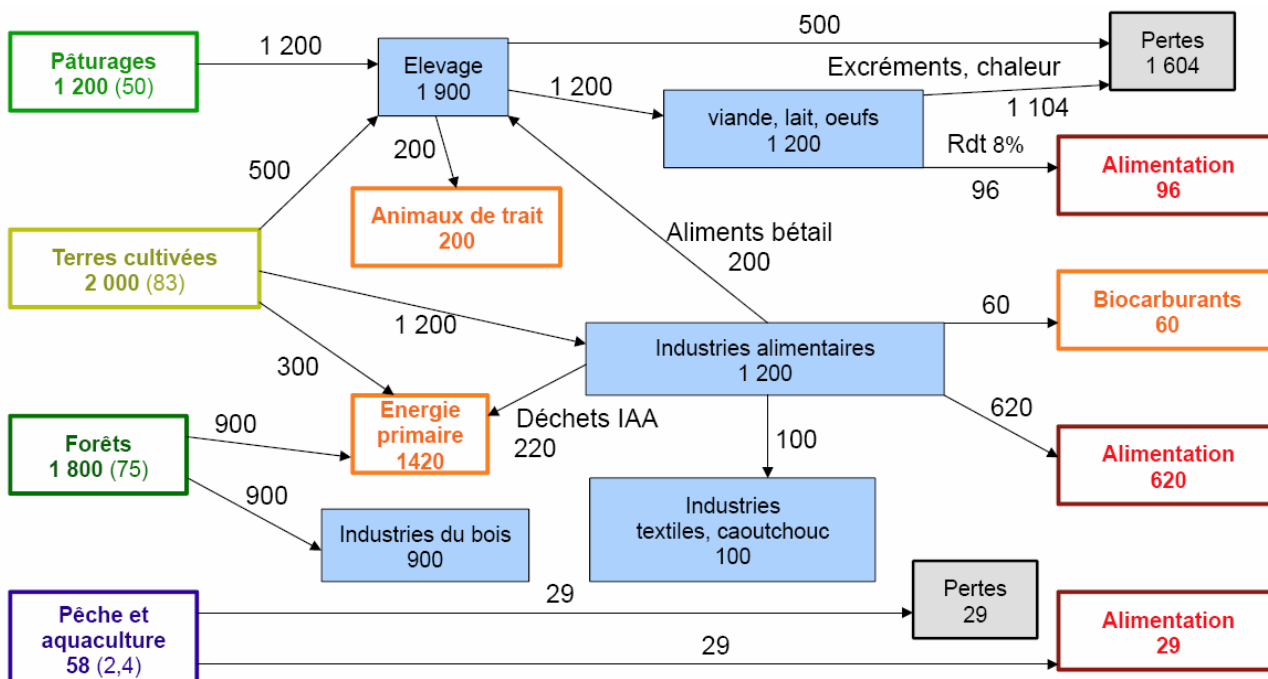 Pâturages
1 200 (50)
1 200
Elevage
1 900
500
Pertes
1 604
Excréments, chaleur
1 104
1 200
viande, lait, oeufs
1 200
Rdt 8%
96
Alimentation
96
200
Animaux de trait
200
500
Terres cultivées
2 000 (83)
Aliments bétail
200
1 200
300
Industries alimentaires
1 200
60
Biocarburants
60
620
Alimentation
620
Déchets IAA
220
Energie
primaire
1420
100
Industries
textiles, caoutchouc
100
Forêts
1 800 (75)
900
900
Industries du bois
900
Pêche et
aquaculture
58 (2,4)
29
Pertes
29
29
Alimentation
29